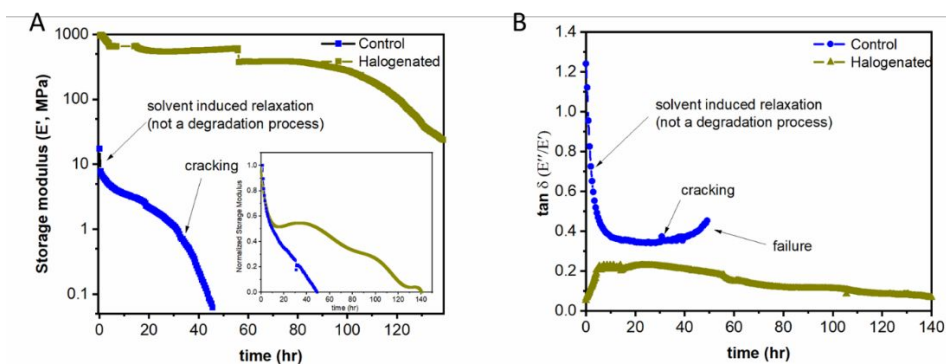 A
Storage modulus (E', MPa)
1000
100
10
1
0.1
Control
Halogenated
solvent induced relaxation
(not a degradation process)
cracking
Normalized Storage Modulus
1.0
0.8
0.6
0.4
0.2
0.0
0 20 40 60 80 100 120 140
time (hr)
0 20 40 60 80 100 120
time (hr)
B
tan δ (E''/E')
1.4
1.2
1.0
0.8
0.6
0.4
0.2
0.0
Control
Halogenated
solvent induced relaxation
(not a degradation process)
cracking
failure
0 20 40 60 80 100 120 140
time (hr)